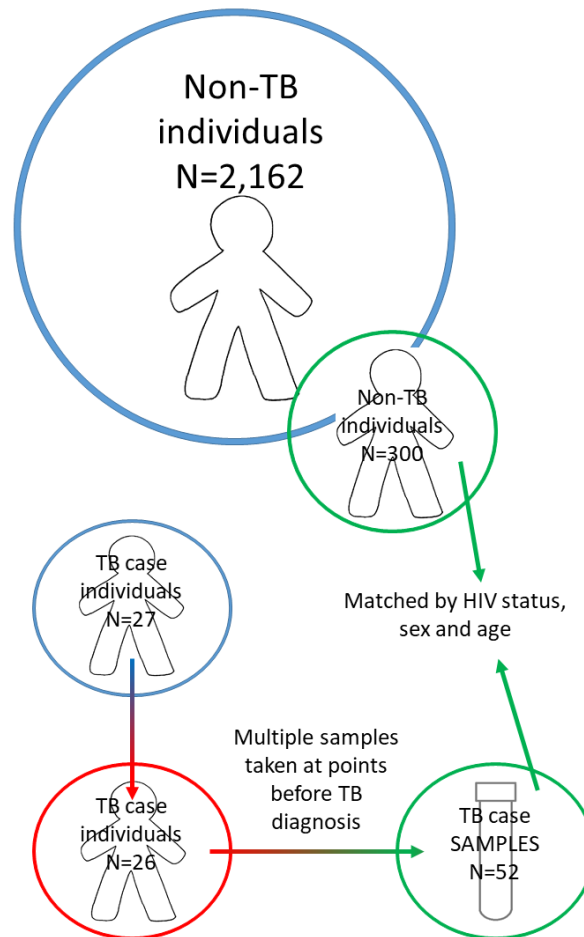 Non-TB
individuals
N=2,162
Non-TB
individuals
N=300
TB case
individuals
N=27
Matched by HIV status,
sex and age
Multiple samples
taken at points
before TB
diagnosis
TB case
individuals
N=26
TB case
SAMPLES
N=52